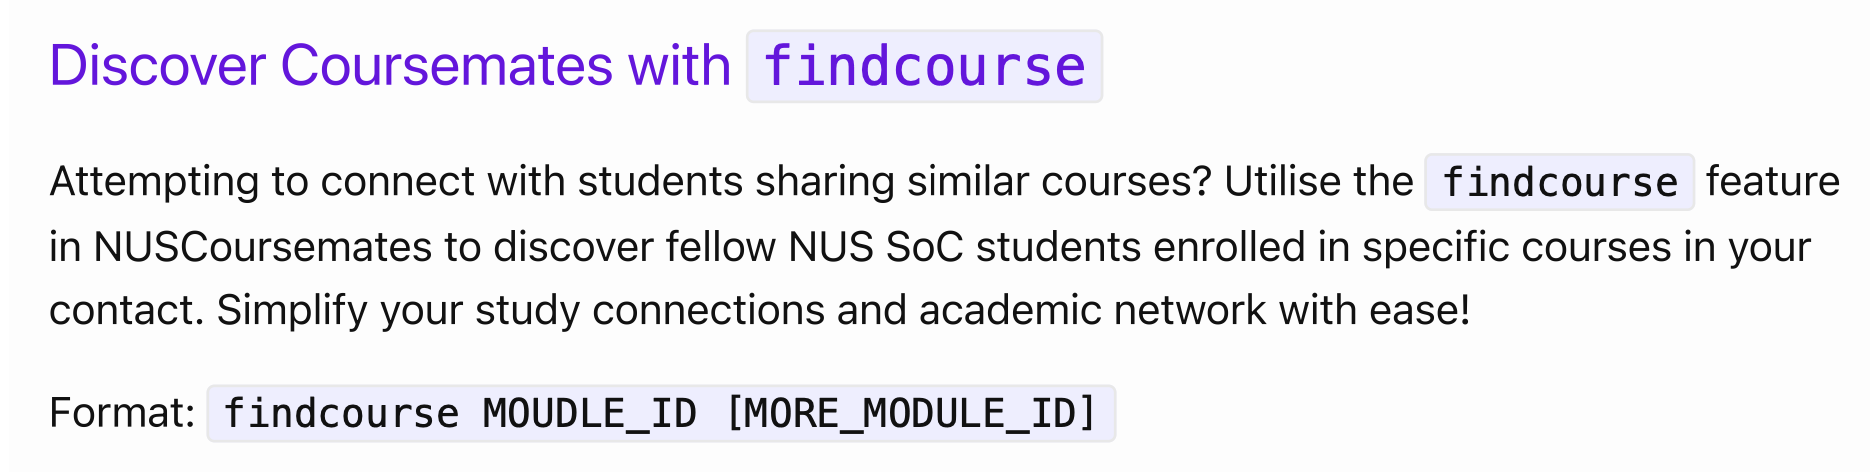 Discover Coursemates with findcourse
Attempting to connect with students sharing similar courses? Utilise the findcourse feature
in NUSCoursemates to discover fellow NUS SoC students enrolled in specific courses in your
contact. Simplify your study connections and academic network with ease!
Format: findcourse MOUDLE_ID [MORE_MODULE_ID]